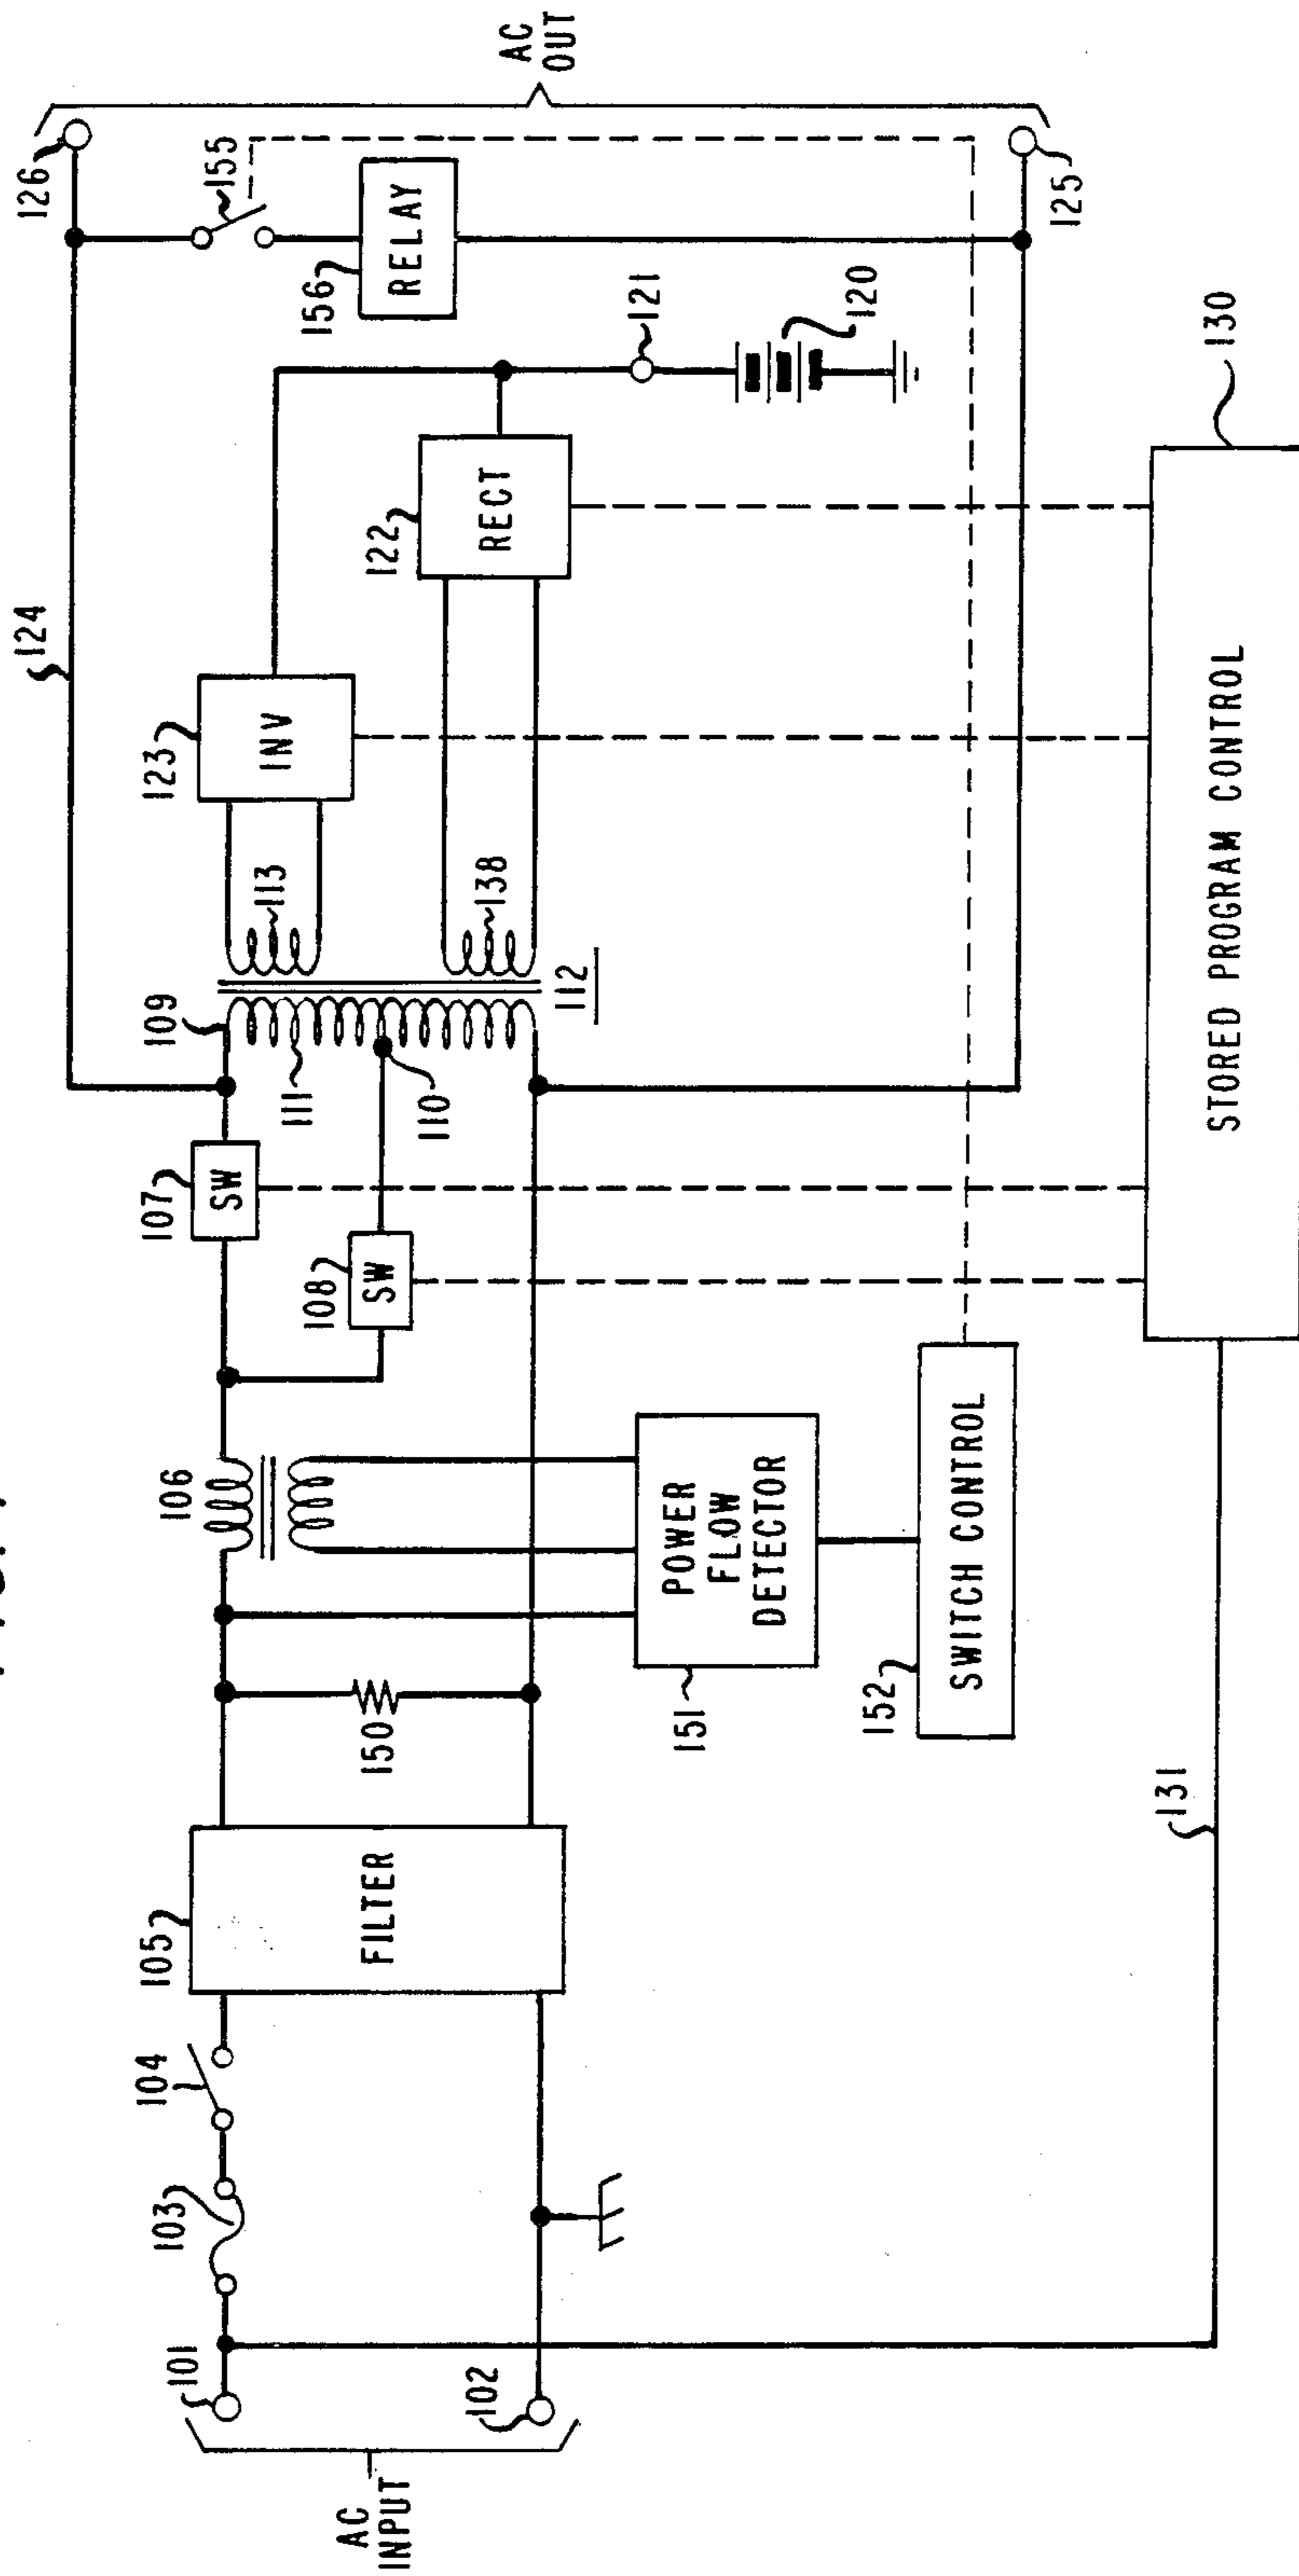 126
124
AC
OUT
155
123
INV
156
RELAY
109
107
SW
113
111
106
105
FILTER
104
103
101
AC
INPUT
102
108
SW
110
138
112
122
RECT
121
120
125
150
151
POWER
FLOW
DETECTOR
152
SWITCH CONTROL
131
130
STORED PROGRAM CONTROL